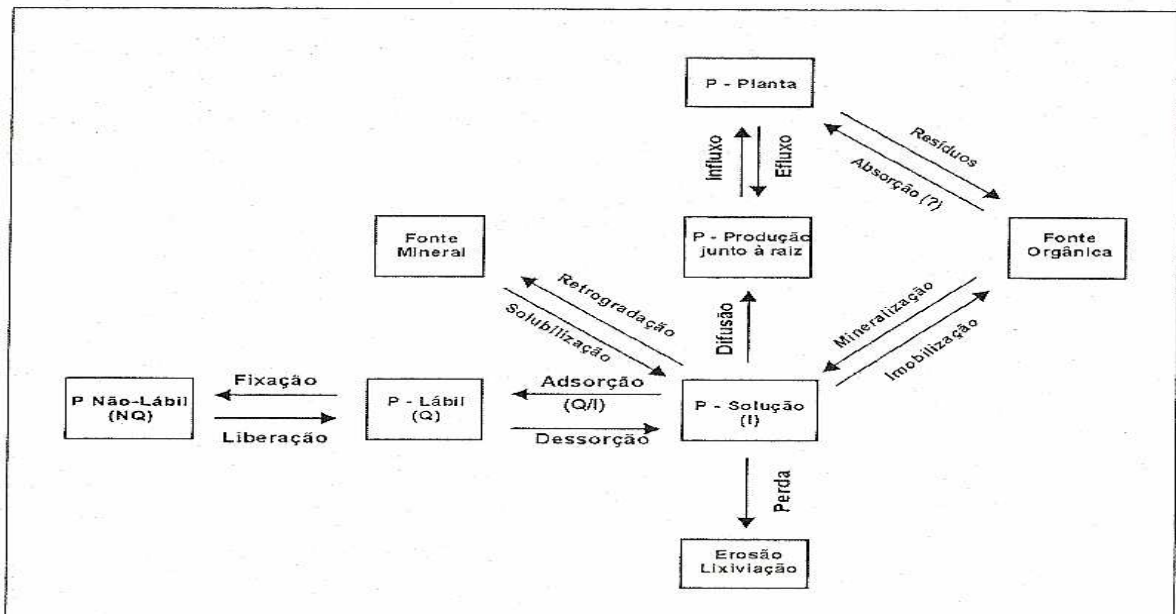 P - Planta
Resíduos
Absorção (?)
Influxo
Efluxo
Fonte
Mineral
P - Produção
junto à raiz
Fonte
Orgânica
Retrogradação
Solubilização
Difusão
Mineralização
Imobilização
P Não-Lábil
(NQ)
Fixação
Liberação
P - Lábil
(Q)
Adsorção
(Q/I)
Dessorção
P - Solução
(I)
Perda
Erosão
Lixiviação